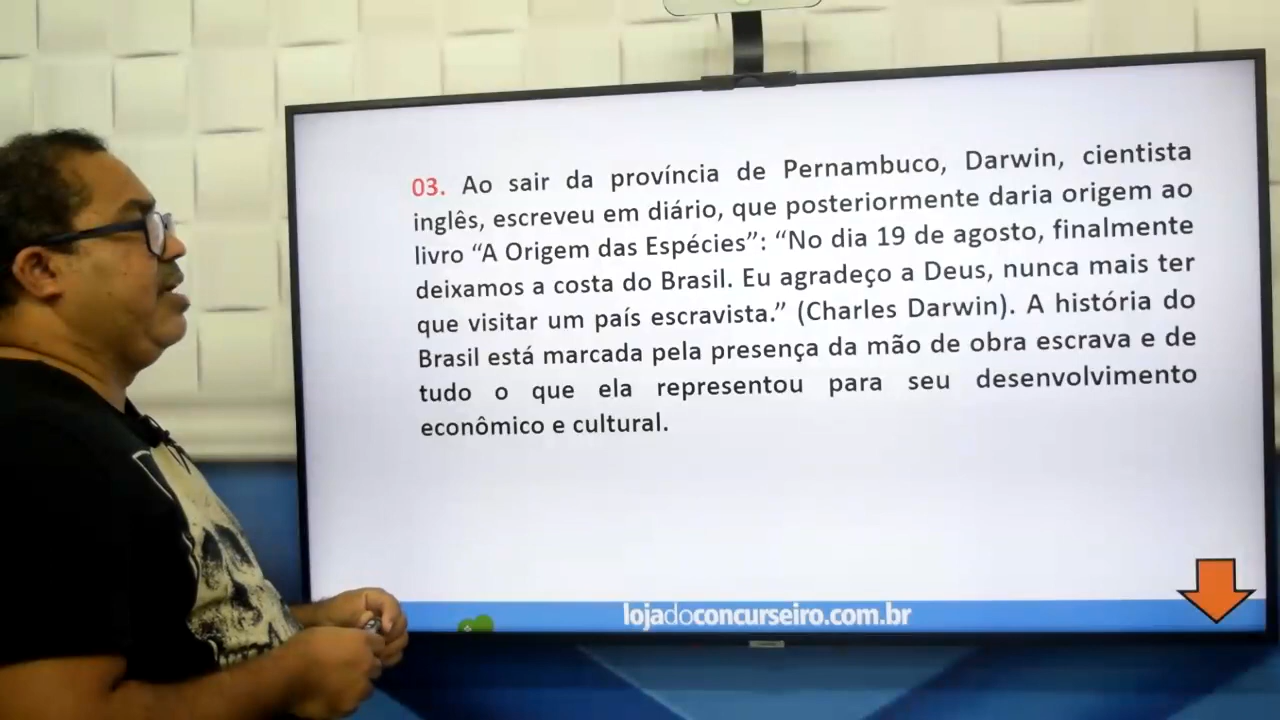 03. Ao sair da província de Pernambuco, Darwin, cientista
inglês, escreveu em diário, que posteriormente daria origem ao
livro “A Origem das Espécies”: “No dia 19 de agosto, finalmente
deixamos a costa do Brasil. Eu agradeço a Deus, nunca mais ter
que visitar um país escravista.” (Charles Darwin). A história do
Brasil está marcada pela presença da mão de obra escrava e de
tudo o que ela representou para seu desenvolvimento
econômico e cultural.
lojadoconcurseiro.com.br